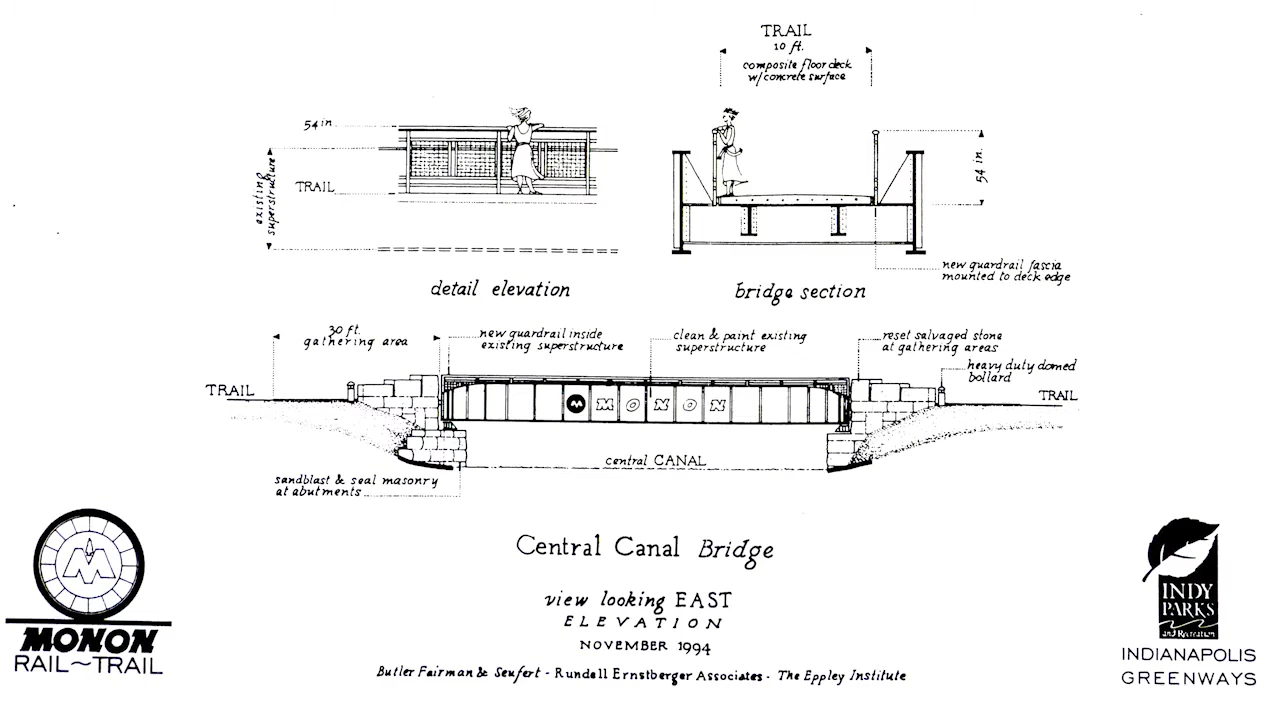 TRAIL
10 ft.
composite floor deck
w/concrete surface
54 in.
TRAIL
existing
superstructure
54 in.
new guardrail fascia
mounted to deck edge
detail elevation
bridge section
30 ft.
gathering area
new guardrail inside
existing superstructure
clean & paint existing
superstructure
reset salvaged stone
at gathering areas
heavy duty domed
bollard
TRAIL
TRAIL
M MONON
central CANAL
sandblast & seal masonry
at abutments
Central Canal Bridge
view looking EAST
ELEVATION
NOVEMBER 1994
Butler Fairman & Seufert - Rundell Ernstberger Associates - The Eppley Institute
M
MONON
RAIL~TRAIL
INDY
PARKS
and Recreation
INDIANAPOLIS
GREENWAYS